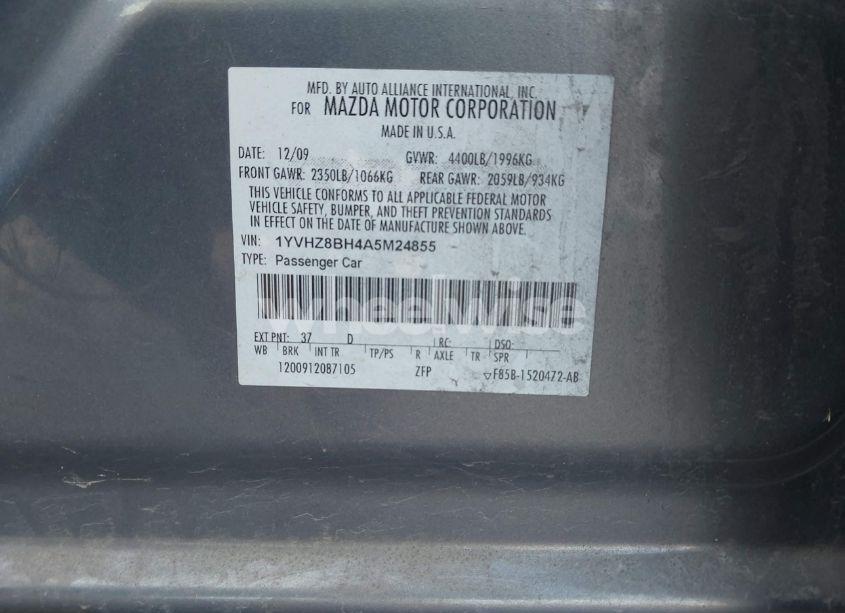 MFD. BY AUTO ALLIANCE INTERNATIONAL, INC.
FOR MAZDA MOTOR CORPORATION
MADE IN U.S.A.
DATE: 12/09 GVWR: 4400LB/1996KG
FRONT GAWR: 2350LB/1066KG REAR GAWR: 2059LB/934KG
THIS VEHICLE CONFORMS TO ALL APPLICABLE FEDERAL MOTOR
VEHICLE SAFETY, BUMPER, AND THEFT PREVENTION STANDARDS
IN EFFECT ON THE DATE OF MANUFACTURE SHOWN ABOVE.
VIN: 1YVHZ8BH4A5M24855
TYPE: Passenger Car
wheelwise
EXT PNT: 37 D RC: DSO:
WB BRK INT TR TP/PS R AXLE TR SPR
1200912087105 ZFP F85B-1520472-AB